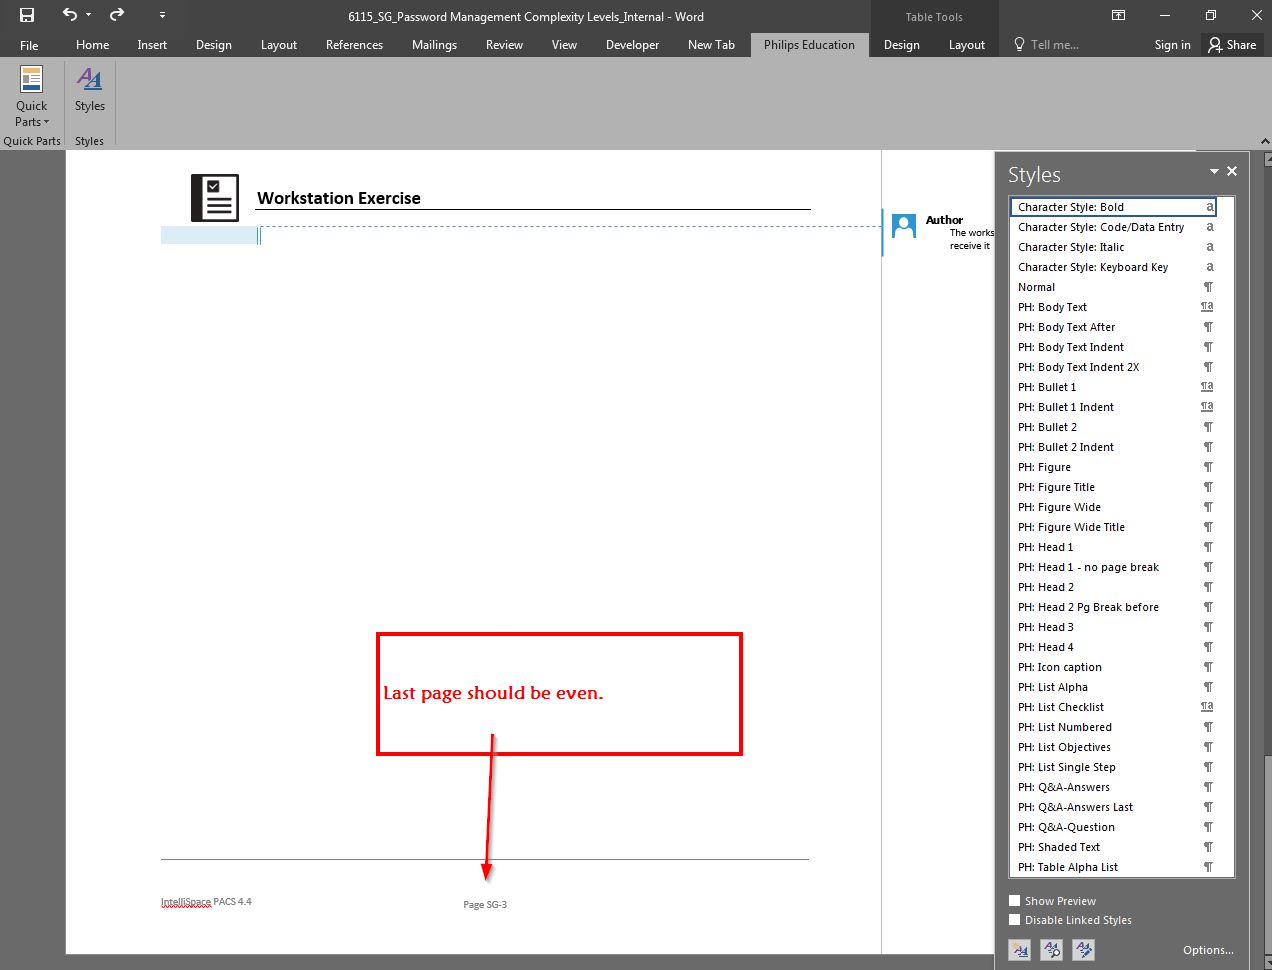 6115_SG_Password Management Complexity Levels_Internal - Word
Table Tools
File Home Insert Design Layout References Mailings Review View Developer New Tab Philips Education Design Layout Tell me... Sign in Share
Quick Parts
Styles
Quick Parts
Styles
Workstation Exercise
Author
The works
receive it
Last page should be even.
IntelliSpace PACS 4.4
Page SG-3
Styles
Character Style: Bold a
Character Style: Code/Data Entry a
Character Style: Italic a
Character Style: Keyboard Key a
Normal ¶
PH: Body Text ¶a
PH: Body Text After ¶
PH: Body Text Indent ¶
PH: Body Text Indent 2X ¶
PH: Bullet 1 ¶a
PH: Bullet 1 Indent ¶a
PH: Bullet 2 ¶
PH: Bullet 2 Indent ¶
PH: Figure ¶
PH: Figure Title ¶
PH: Figure Wide ¶
PH: Figure Wide Title ¶
PH: Head 1 ¶
PH: Head 1 - no page break ¶
PH: Head 2 ¶
PH: Head 2 Pg Break before ¶
PH: Head 3 ¶
PH: Head 4 ¶
PH: Icon caption ¶
PH: List Alpha ¶
PH: List Checklist ¶a
PH: List Numbered ¶
PH: List Objectives ¶
PH: List Single Step ¶
PH: Q&A-Answers ¶
PH: Q&A-Answers Last ¶
PH: Q&A-Question ¶
PH: Shaded Text ¶
PH: Table Alpha List ¶
Show Preview
Disable Linked Styles
Options...